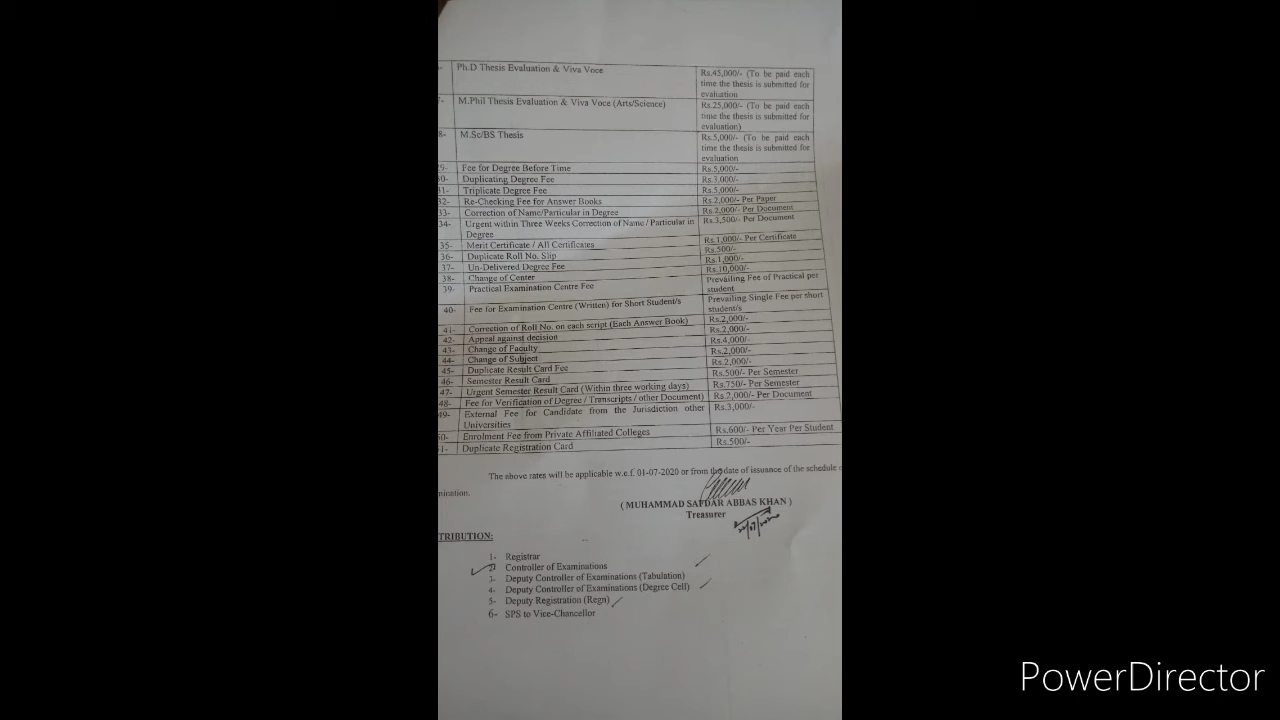 6- Ph.D Thesis Evaluation & Viva Voce Rs.45,000/- (To be paid each
time the thesis is submitted for
evaluation
7- M.Phil Thesis Evaluation & Viva Voce (Arts/Science) Rs.25,000/- (To be paid each
time the thesis is submitted for
evaluation)
8- M.Sc/BS Thesis Rs.5,000/- (To be paid each
time the thesis is submitted for
evaluation
29- Fee for Degree Before Time Rs.5,000/-
30- Duplicating Degree Fee Rs.3,000/-
31- Triplicate Degree Fee Rs.5,000/-
32- Re-Checking Fee for Answer Books Rs.2,000/- Per Paper
33- Correction of Name/Particular in Degree Rs.2,000/- Per Document
34- Urgent within Three Weeks Correction of Name / Particular in Rs.3,500/- Per Document
Degree
35- Merit Certificate / All Certificates Rs.1,000/- Per Certificate
36- Duplicate Roll No. Slip Rs.500/-
37- Un-Delivered Degree Fee Rs.1,000/-
38- Change of Center Rs.10,000/-
39- Practical Examination Centre Fee Prevailing Fee of Practical per
student
40- Fee for Examination Centre (Written) for Short Student/s Prevailing Single Fee per short
student/s
41- Correction of Roll No. on each script (Each Answer Book) Rs.2,000/-
42- Appeal against decision Rs.2,000/-
43- Change of Faculty Rs.4,000/-
44- Change of Subject Rs.2,000/-
45- Duplicate Result Card Fee Rs.2,000/-
46- Semester Result Card Rs.500/- Per Semester
47- Urgent Semester Result Card (Within three working days) Rs.750/- Per Semester
48- Fee for Verification of Degree / Transcripts / other Document) Rs.2,000/- Per Document
49- External Fee for Candidate from the Jurisdiction other Rs.3,000/-
Universities
50- Enrolment Fee from Private Affiliated Colleges Rs.600/- Per Year Per Student
51- Duplicate Registration Card Rs.500/-
The above rates will be applicable w.e.f. 01-07-2020 or from the date of issuance of the schedule
mination.
( MUHAMMAD SAFDAR ABBAS KHAN )
Treasurer
TRIBUTION:
1- Registrar
2- Controller of Examinations
3- Deputy Controller of Examinations (Tabulation)
4- Deputy Controller of Examinations (Degree Cell)
5- Deputy Registration (Regn)
6- SPS to Vice-Chancellor
PowerDirector